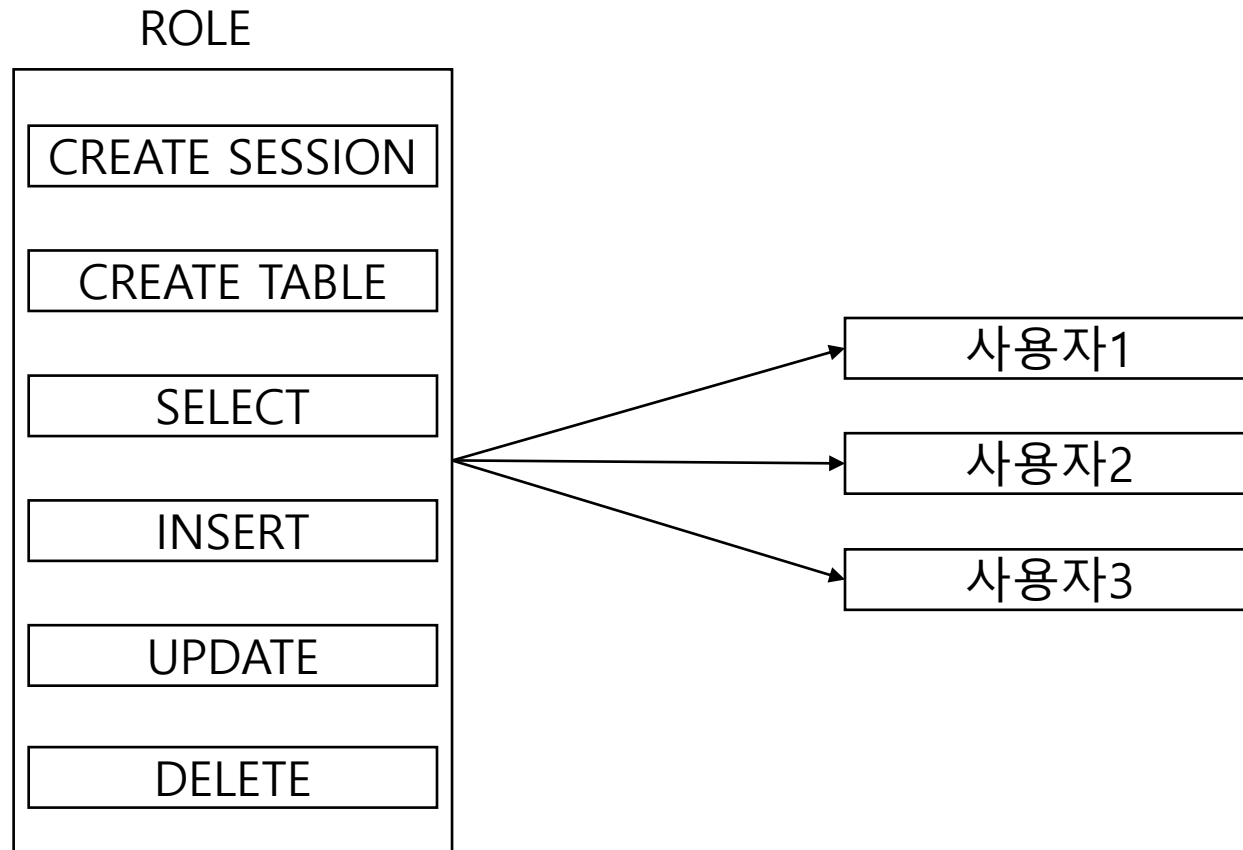 ROLE
CREATE SESSION
CREATE TABLE
SELECT
INSERT
UPDATE
DELETE
사용자1
사용자2
사용자3